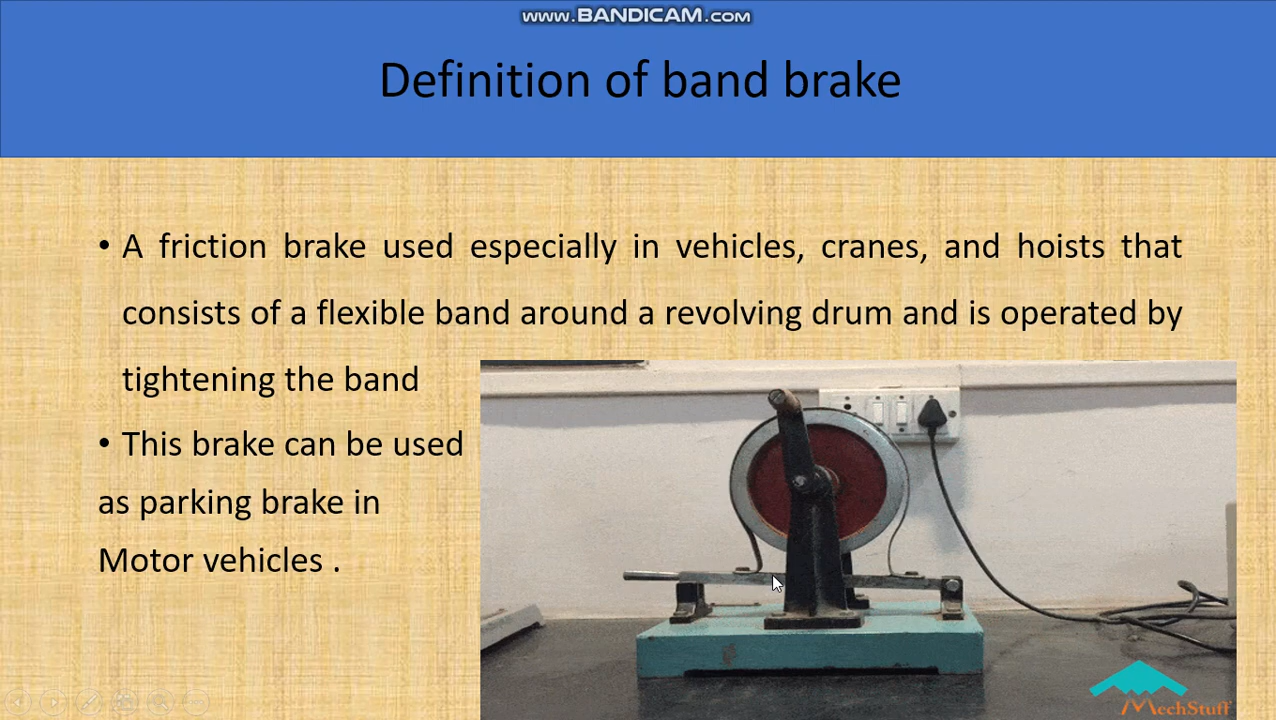 www.BANDICAM.com
Definition of band brake
• A friction brake used especially in vehicles, cranes, and hoists that
consists of a flexible band around a revolving drum and is operated by
tightening the band
• This brake can be used
as parking brake in
Motor vehicles .
MechStuff